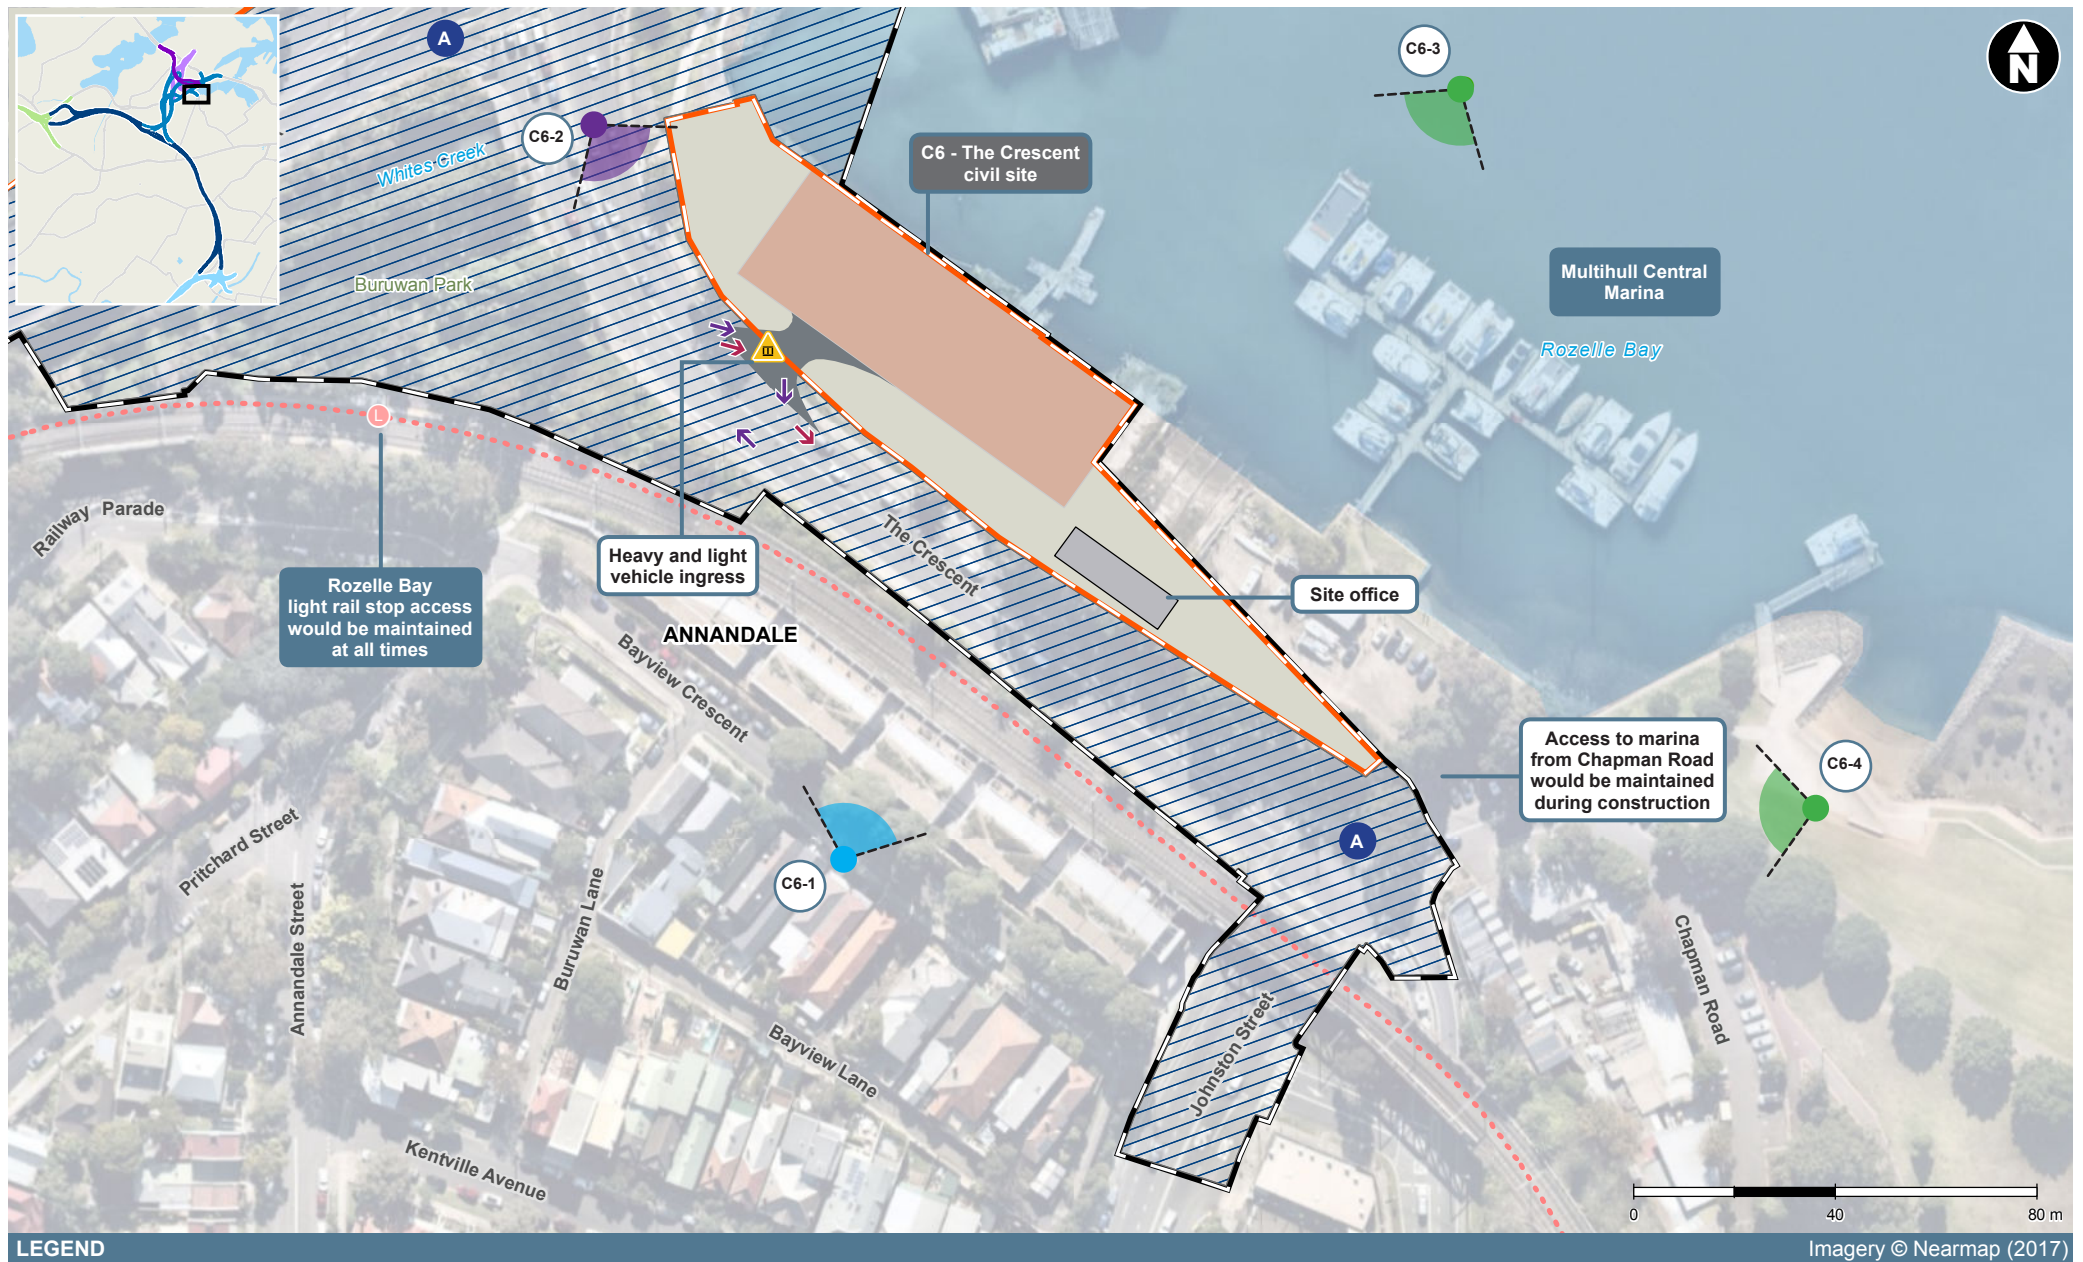 A
C6-3
N
C6-2
Whites Creek
C6 - The Crescent
civil site
Buruwan Park
Multihull Central
Marina
Rozelle Bay
L
Railway Parade
The Crescent
Heavy and light
vehicle ingress
Rozelle Bay
light rail stop access
would be maintained
at all times
Site office
ANNANDALE
Bayview Crescent
Access to marina
from Chapman Road
would be maintained
during construction
C6-4
A
Pritchard Street
C6-1
Annandale Street
Buruwan Lane
Chapman Road
Johnston Street
Bayview Lane
Kentville Avenue
0 40 80 m
LEGEND
Imagery © Nearmap (2017)